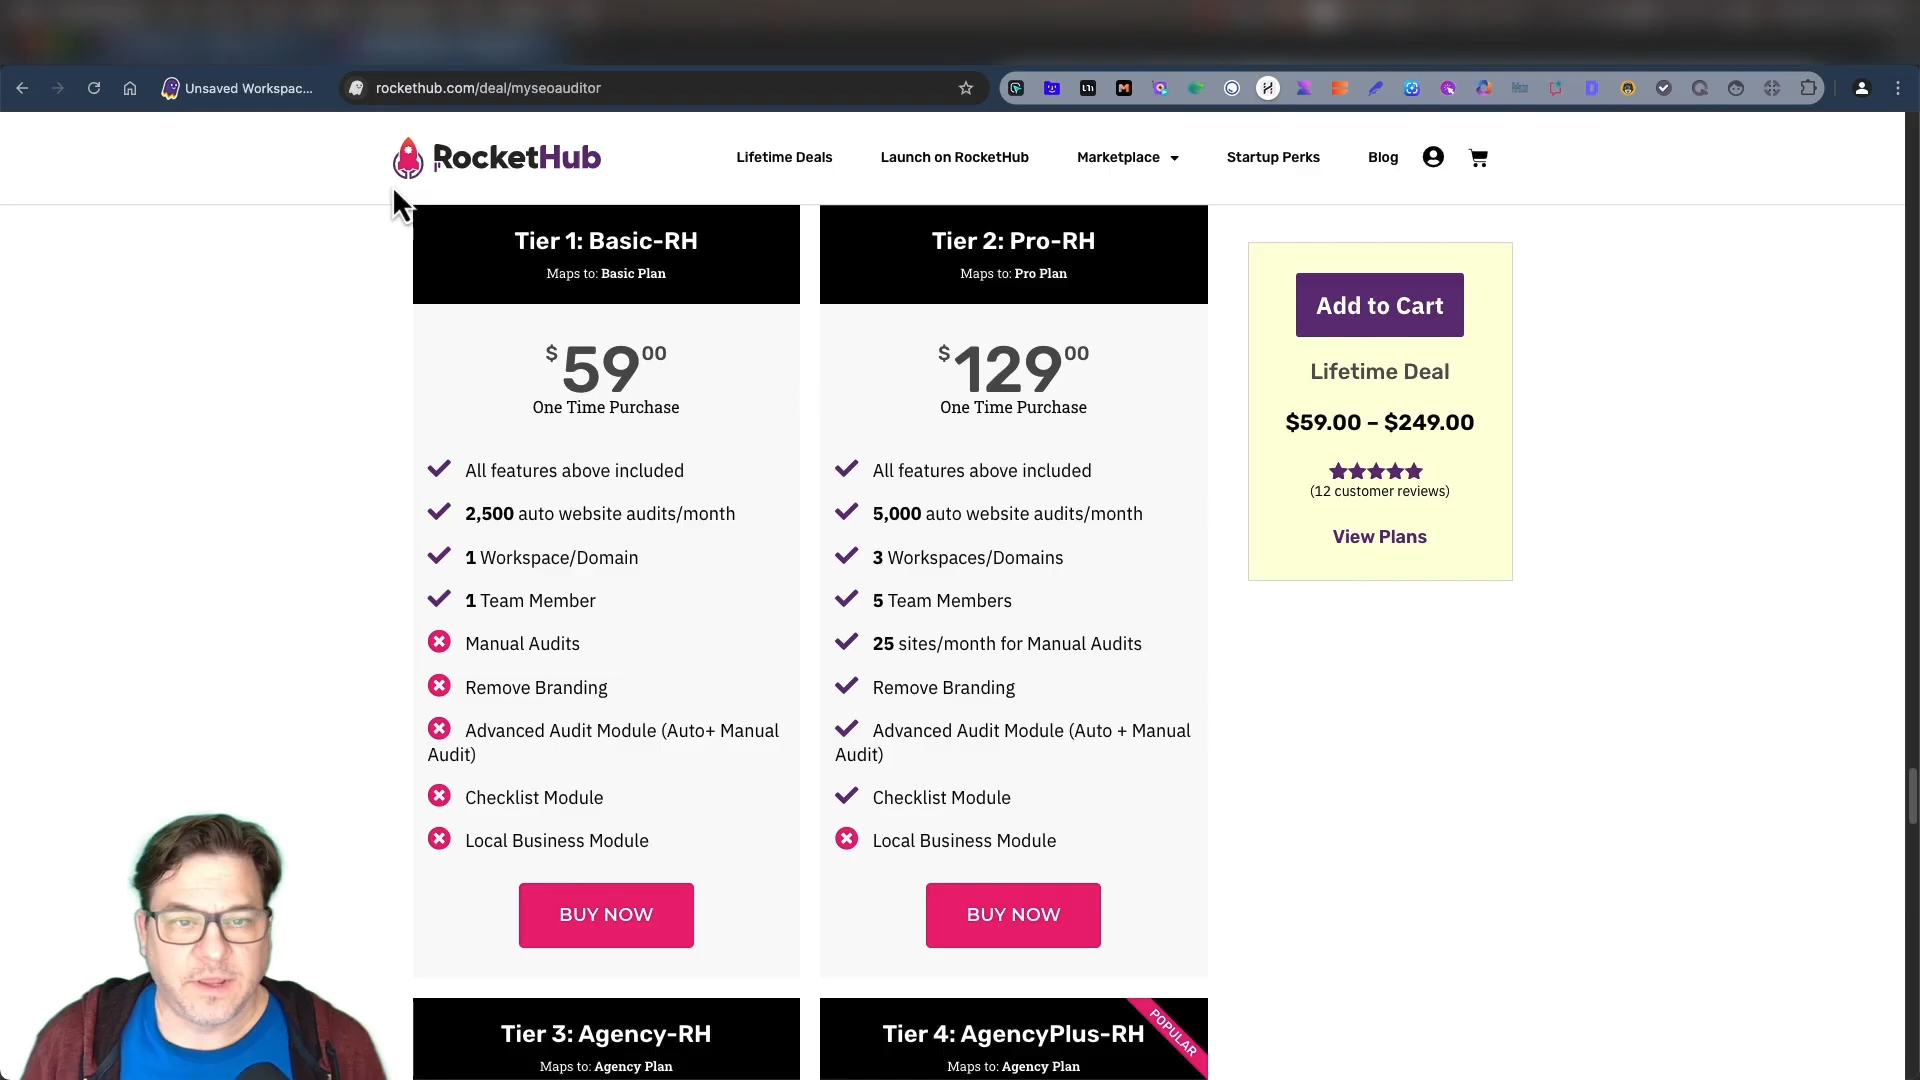 Unsaved Workspac...
rockethub.com/deal/myseoauditor
RocketHub
Lifetime Deals
Launch on RocketHub
Marketplace
Startup Perks
Blog
Tier 1: Basic-RH
Maps to: Basic Plan
$59.00
One Time Purchase
All features above included
2,500 auto website audits/month
1 Workspace/Domain
1 Team Member
Manual Audits
Remove Branding
Advanced Audit Module (Auto+ Manual
Audit)
Checklist Module
Local Business Module
BUY NOW
Tier 2: Pro-RH
Maps to: Pro Plan
$129.00
One Time Purchase
All features above included
5,000 auto website audits/month
3 Workspaces/Domains
5 Team Members
25 sites/month for Manual Audits
Remove Branding
Advanced Audit Module (Auto + Manual
Audit)
Checklist Module
Local Business Module
BUY NOW
Add to Cart
Lifetime Deal
$59.00 – $249.00
(12 customer reviews)
View Plans
Tier 3: Agency-RH
Maps to: Agency Plan
Tier 4: AgencyPlus-RH
Maps to: Agency Plan
POPULAR